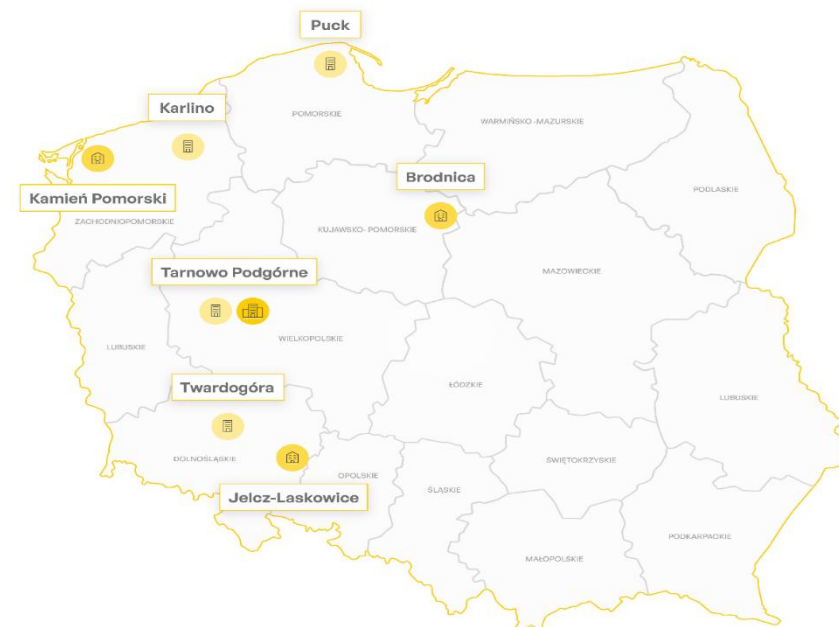 Puck
Karlino
POMORSKIE
WARMIŃSKO -MAZURSKIE
Brodnica
PODLASKIE
Kamień Pomorski
ZACHODNIOPOMORSKIE
KUJAWSKO- POMORSKIE
Tarnowo Podgórne
MAZOWIECKIE
WIELKOPOLSKIE
LUBUSKIE
Twardogóra
ŁÓDZKIE
LUBUSKIE
DOLNOŚLĄSKIE
ŚWIĘTOKRZYSKIE
OPOLSKIE
ŚLĄSKIE
Jelcz-Laskowice
PODKARPACKIE
MAŁOPOLSKIE